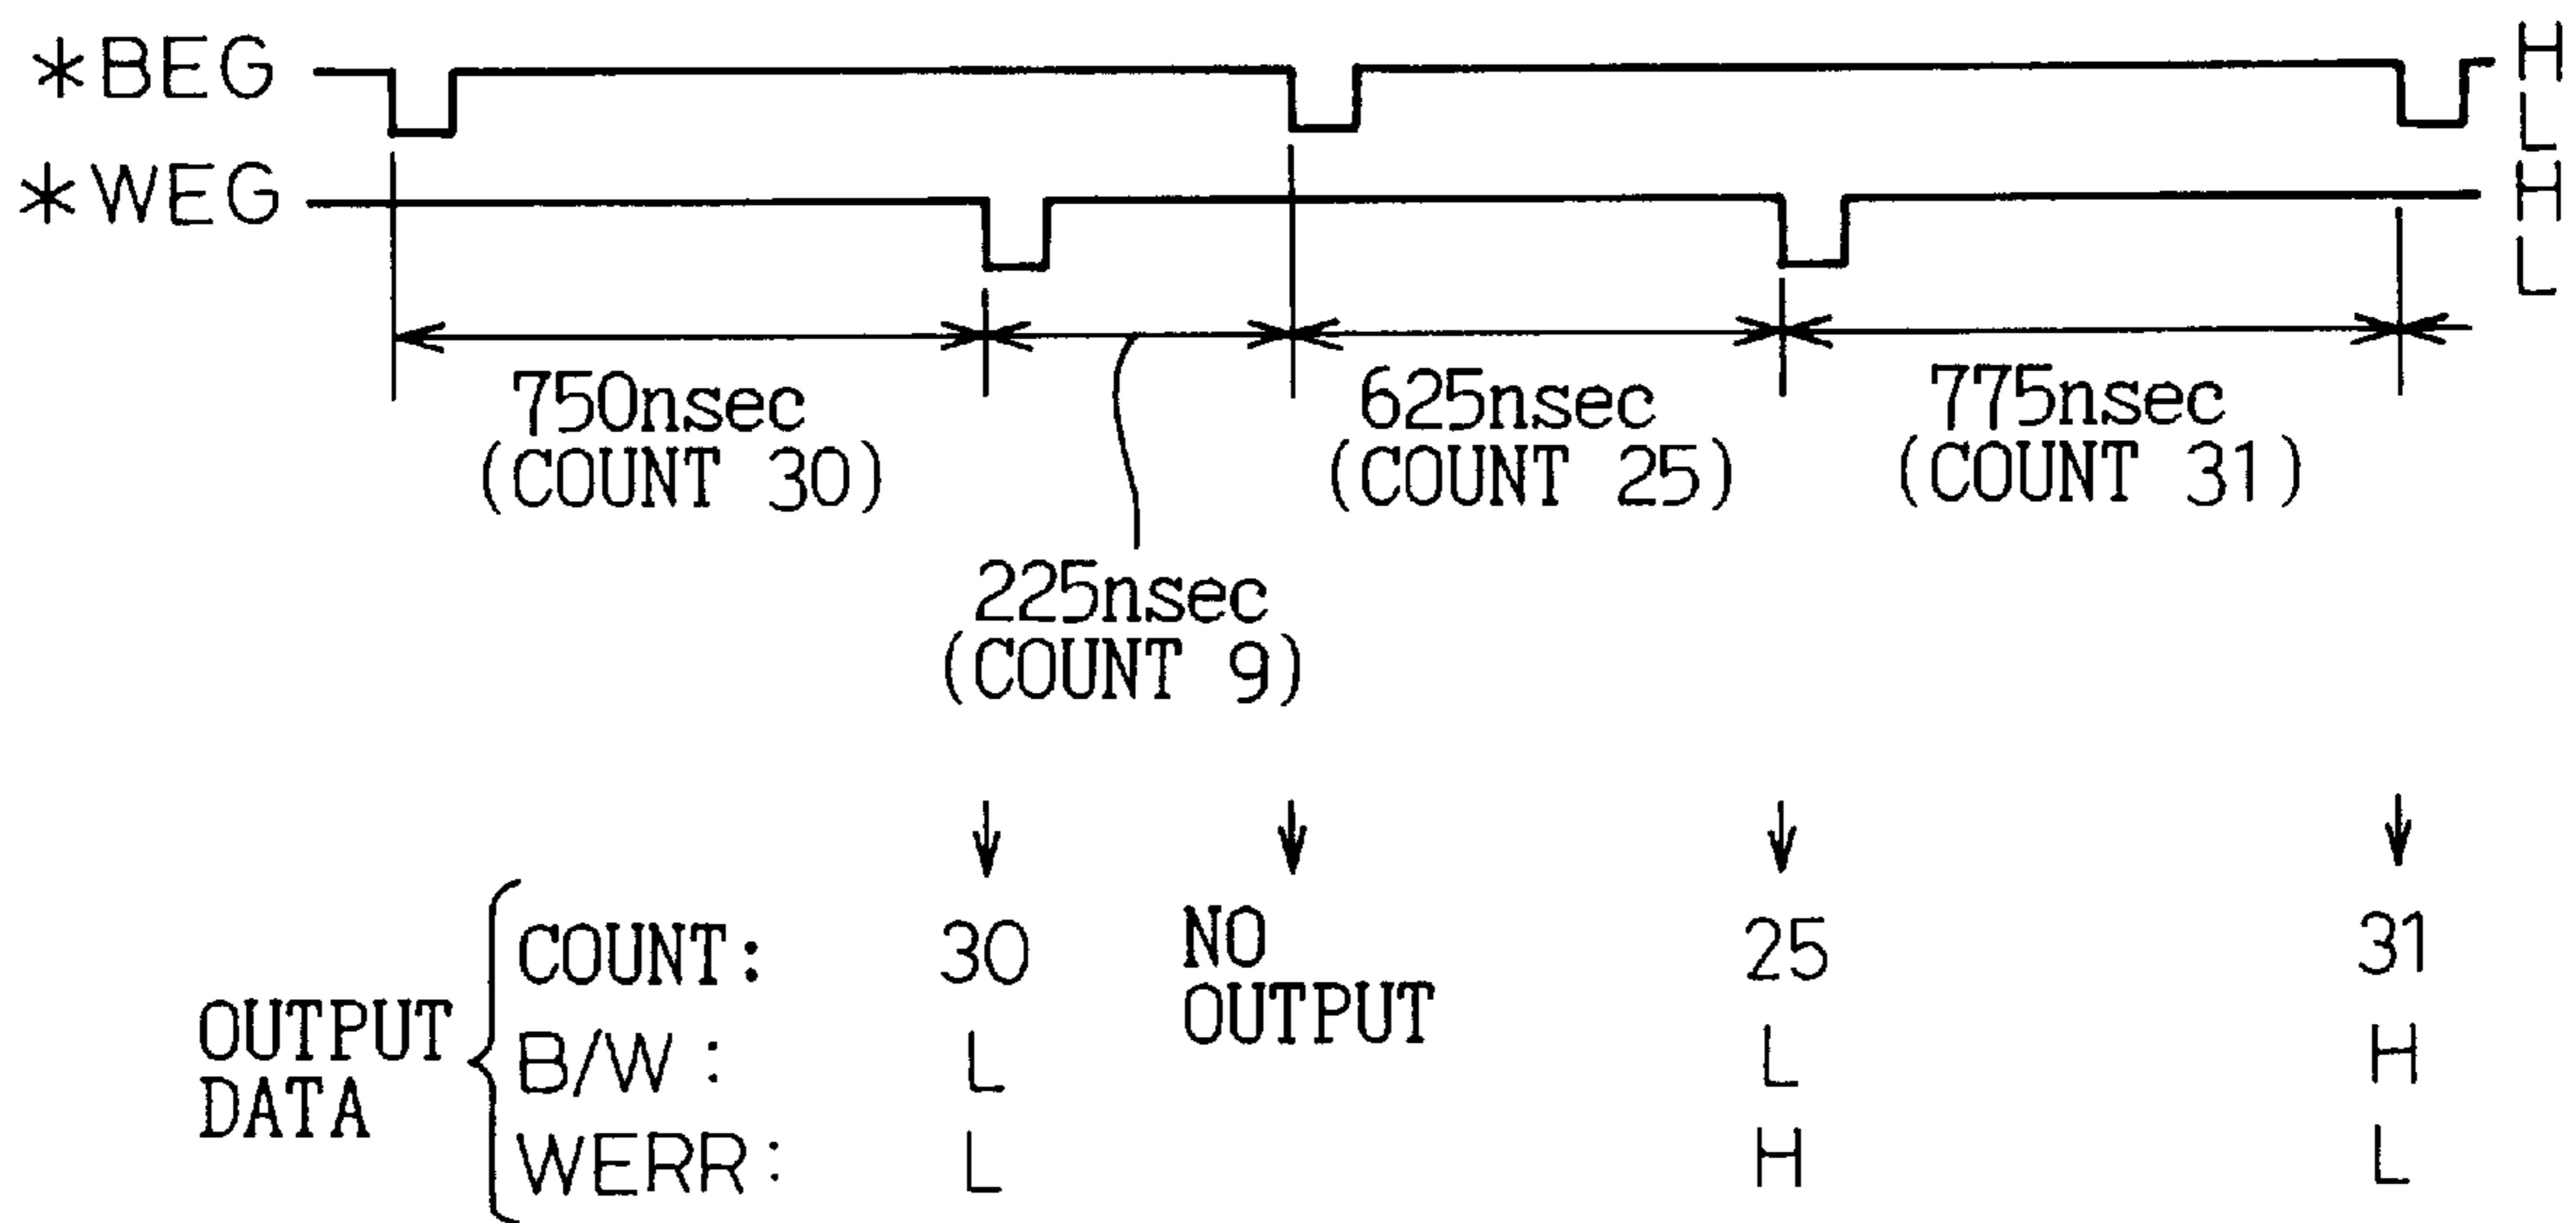 *BEG H
L
*WEG H
L
750nsec
(COUNT 30)
625nsec
(COUNT 25)
775nsec
(COUNT 31)
225nsec
(COUNT 9)
OUTPUT
DATA
COUNT: 30 NO
OUTPUT 25 31
B/W : L L H
WERR: L H L